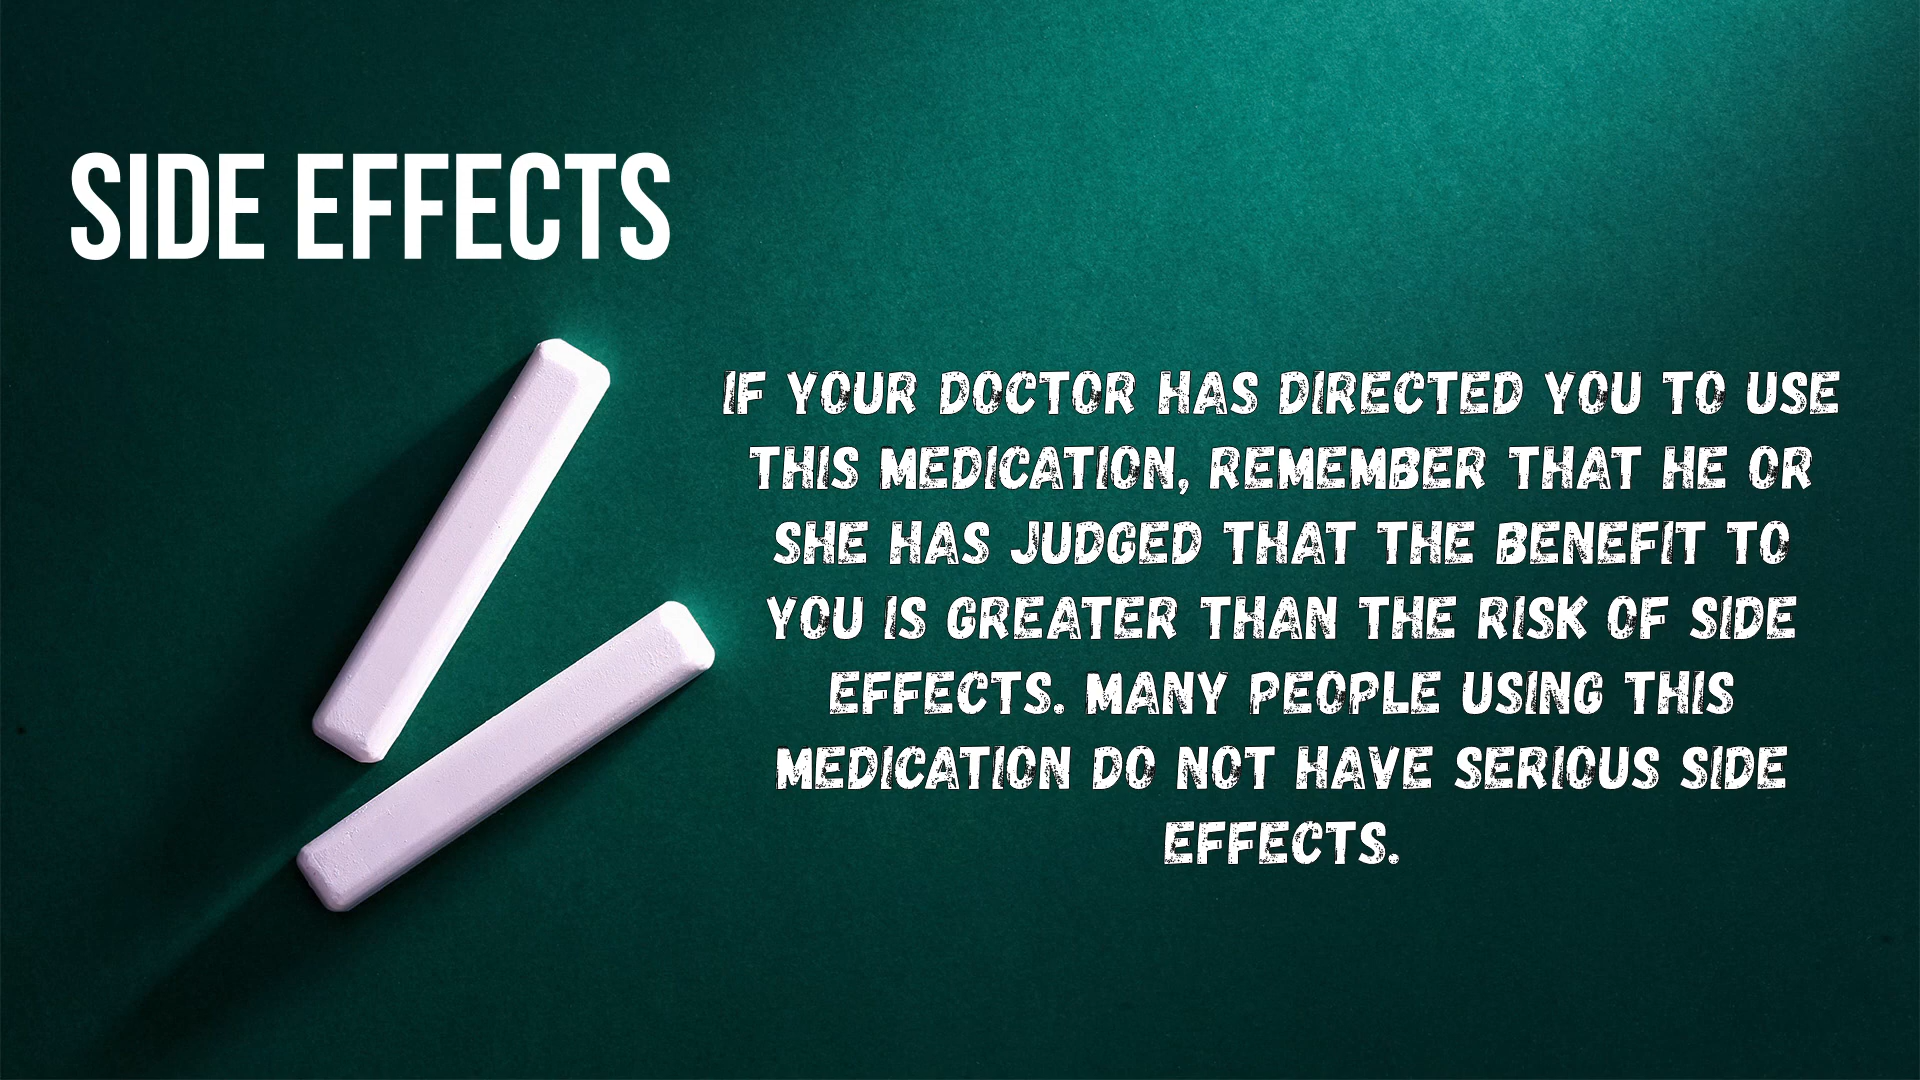 SIDE EFFECTS
IF YOUR DOCTOR HAS DIRECTED YOU TO USE
THIS MEDICATION, REMEMBER THAT HE OR
SHE HAS JUDGED THAT THE BENEFIT TO
YOU IS GREATER THAN THE RISK OF SIDE
EFFECTS. MANY PEOPLE USING THIS
MEDICATION DO NOT HAVE SERIOUS SIDE
EFFECTS.